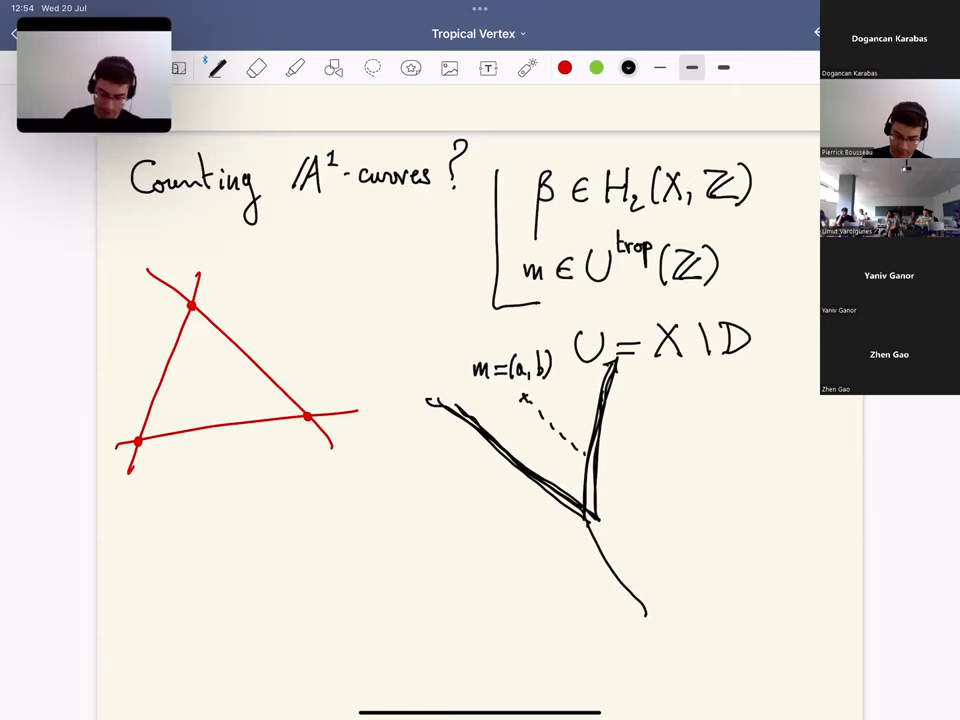 12:54 Wed 20 Jul
Tropical Vertex
Dogancan Karabas
Dogancan Karabas
Pierrick Bousseau
Umut Varolgunes
Yaniv Ganor
Yaniv Ganor
Zhen Gao
Zhen Gao
Counting A¹-curves ?
β ∈ H₂(X, ℤ)
m ∈ U^trop(ℤ)
U = X \ D
m=(a,b)